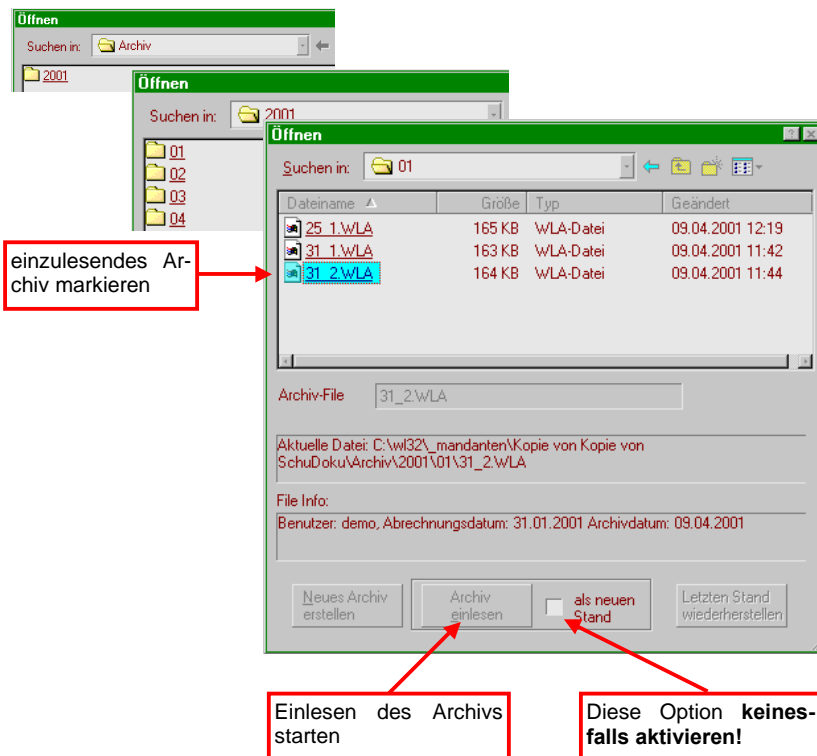 Öffnen
Suchen in: Archiv
2001
Öffnen
Suchen in: 2001
01
02
03
04
Öffnen
Suchen in: 01
Dateiname Größe Typ Geändert
25_1.WLA 165 KB WLA-Datei 09.04.2001 12:19
31_1.WLA 163 KB WLA-Datei 09.04.2001 11:42
31_2.WLA 164 KB WLA-Datei 09.04.2001 11:44
einzulesendes Ar-
chiv markieren
Archiv-File 31_2.WLA
Aktuelle Datei: C:\wl32\_mandanten\Kopie von Kopie von
SchuDoku\Archiv\2001\01\31_2.WLA
File Info:
Benutzer: demo, Abrechnungsdatum: 31.01.2001 Archivdatum: 09.04.2001
Neues Archiv
erstellen
Archiv
einlesen
als neuen
Stand
Letzten Stand
wiederherstellen
Einlesen des Archivs
starten
Diese Option keines-
falls aktivieren!